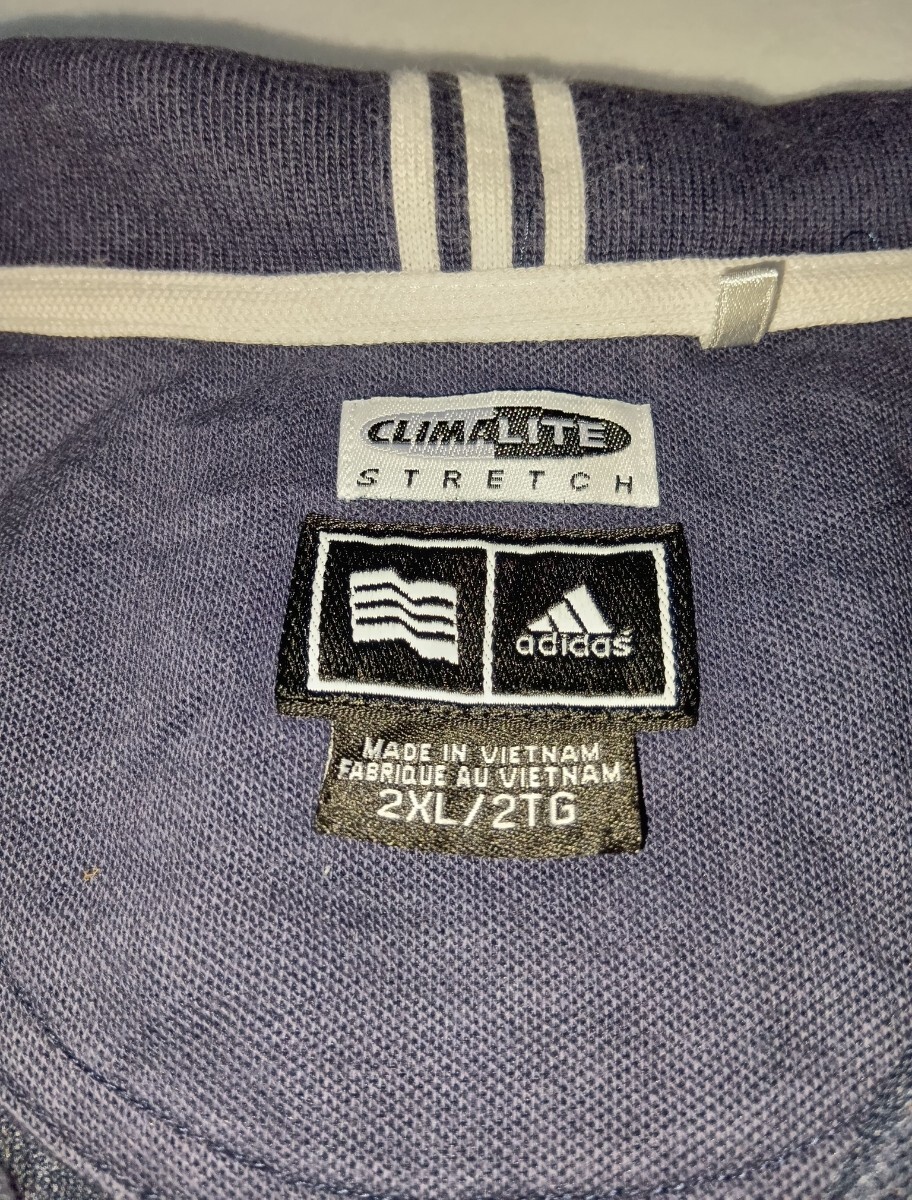 CLIMALITE
STRETCH
adidas
MADE IN VIETNAM
FABRIQUE AU VIETNAM
2XL/2TG